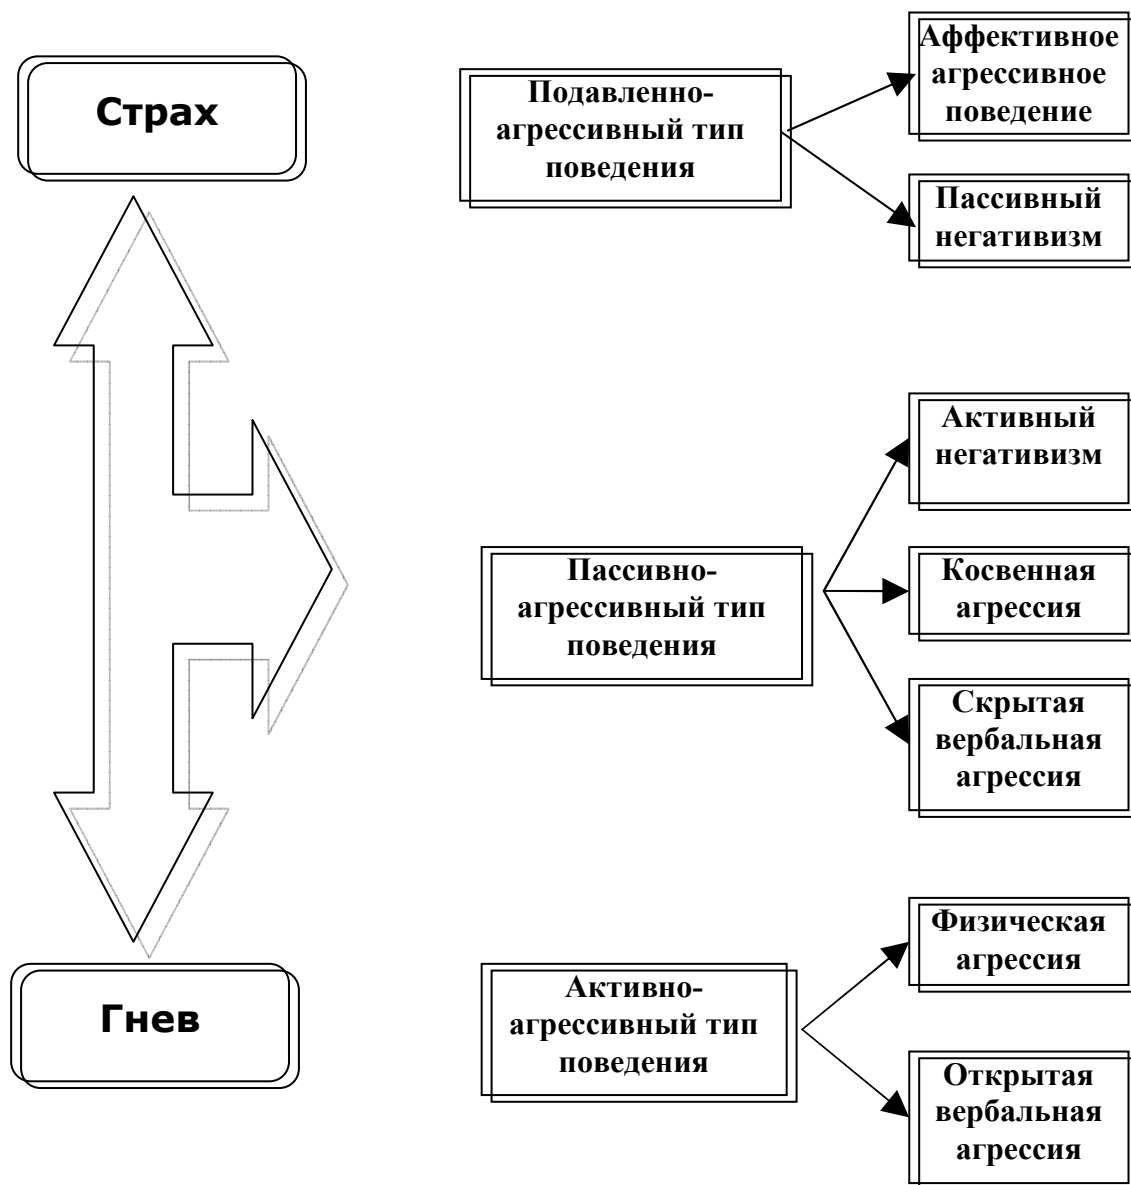 Страх
Подавленно-
агрессивный тип
поведения
Аффективное
агрессивное
поведение
Пассивный
негативизм
Пассивно-
агрессивный тип
поведения
Активный
негативизм
Косвенная
агрессия
Скрытая
вербальная
агрессия
Гнев
Активно-
агрессивный тип
поведения
Физическая
агрессия
Открытая
вербальная
агрессия